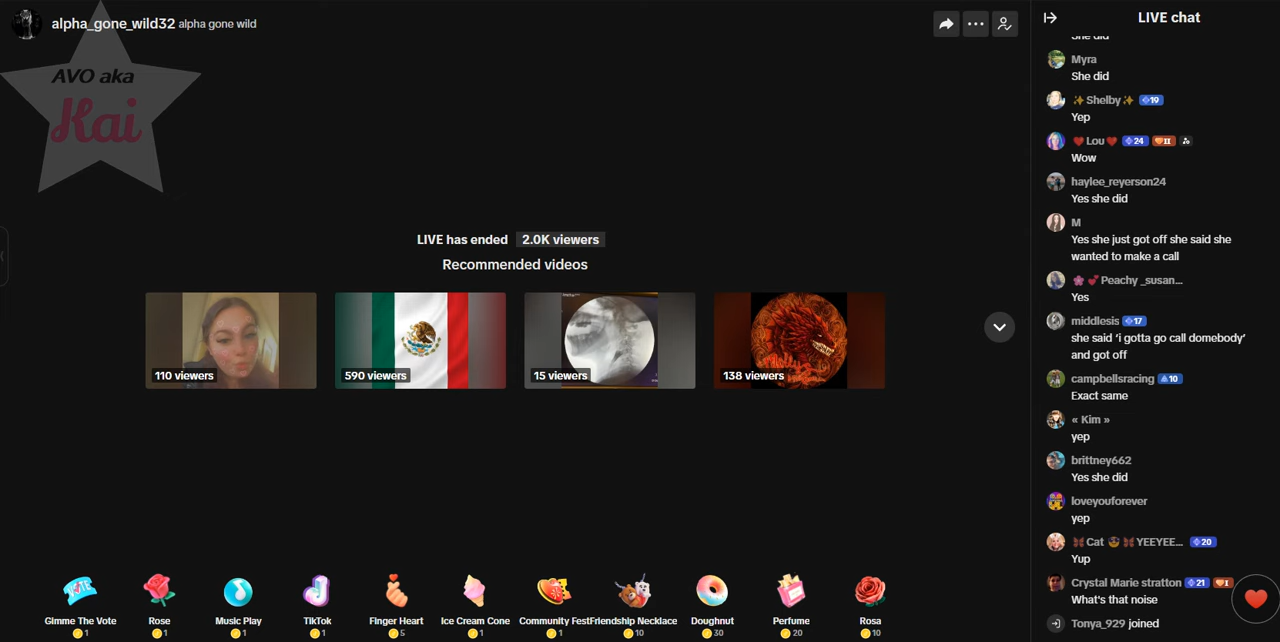 alpha_gone_wild32 alpha gone wild
AVO aka
Kai
LIVE has ended 2.0K viewers
Recommended videos
110 viewers
590 viewers
15 viewers
138 viewers
VOTE
Gimme The Vote
1
Rose
1
Music Play
1
TikTok
1
Finger Heart
5
Ice Cream Cone
1
Community Fest
1
Friendship Necklace
10
Doughnut
30
Perfume
20
Rosa
10
LIVE chat
She did
Myra
She did
✨Shelby✨ 19
Yep
❤️Lou❤️ 24 II
Wow
haylee_reyerson24
Yes she did
M
Yes she just got off she said she
wanted to make a call
🌸💕Peachy _susan...
Yes
middlesis 17
she said ‘i gotta go call domebody’
and got off
campbellsracing 10
Exact same
« Kim »
yep
brittney662
Yes she did
loveyouforever
yep
Cat YEEYEE... 20
Yup
Crystal Marie stratton 21 I
What's that noise
Tonya_929 joined